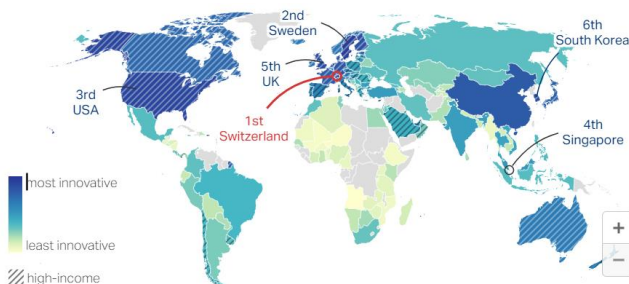 2nd
Sweden
6th
South Korea
5th
UK
3rd
USA
1st
Switzerland
4th
Singapore
most innovative
least innovative
high-income
+
−